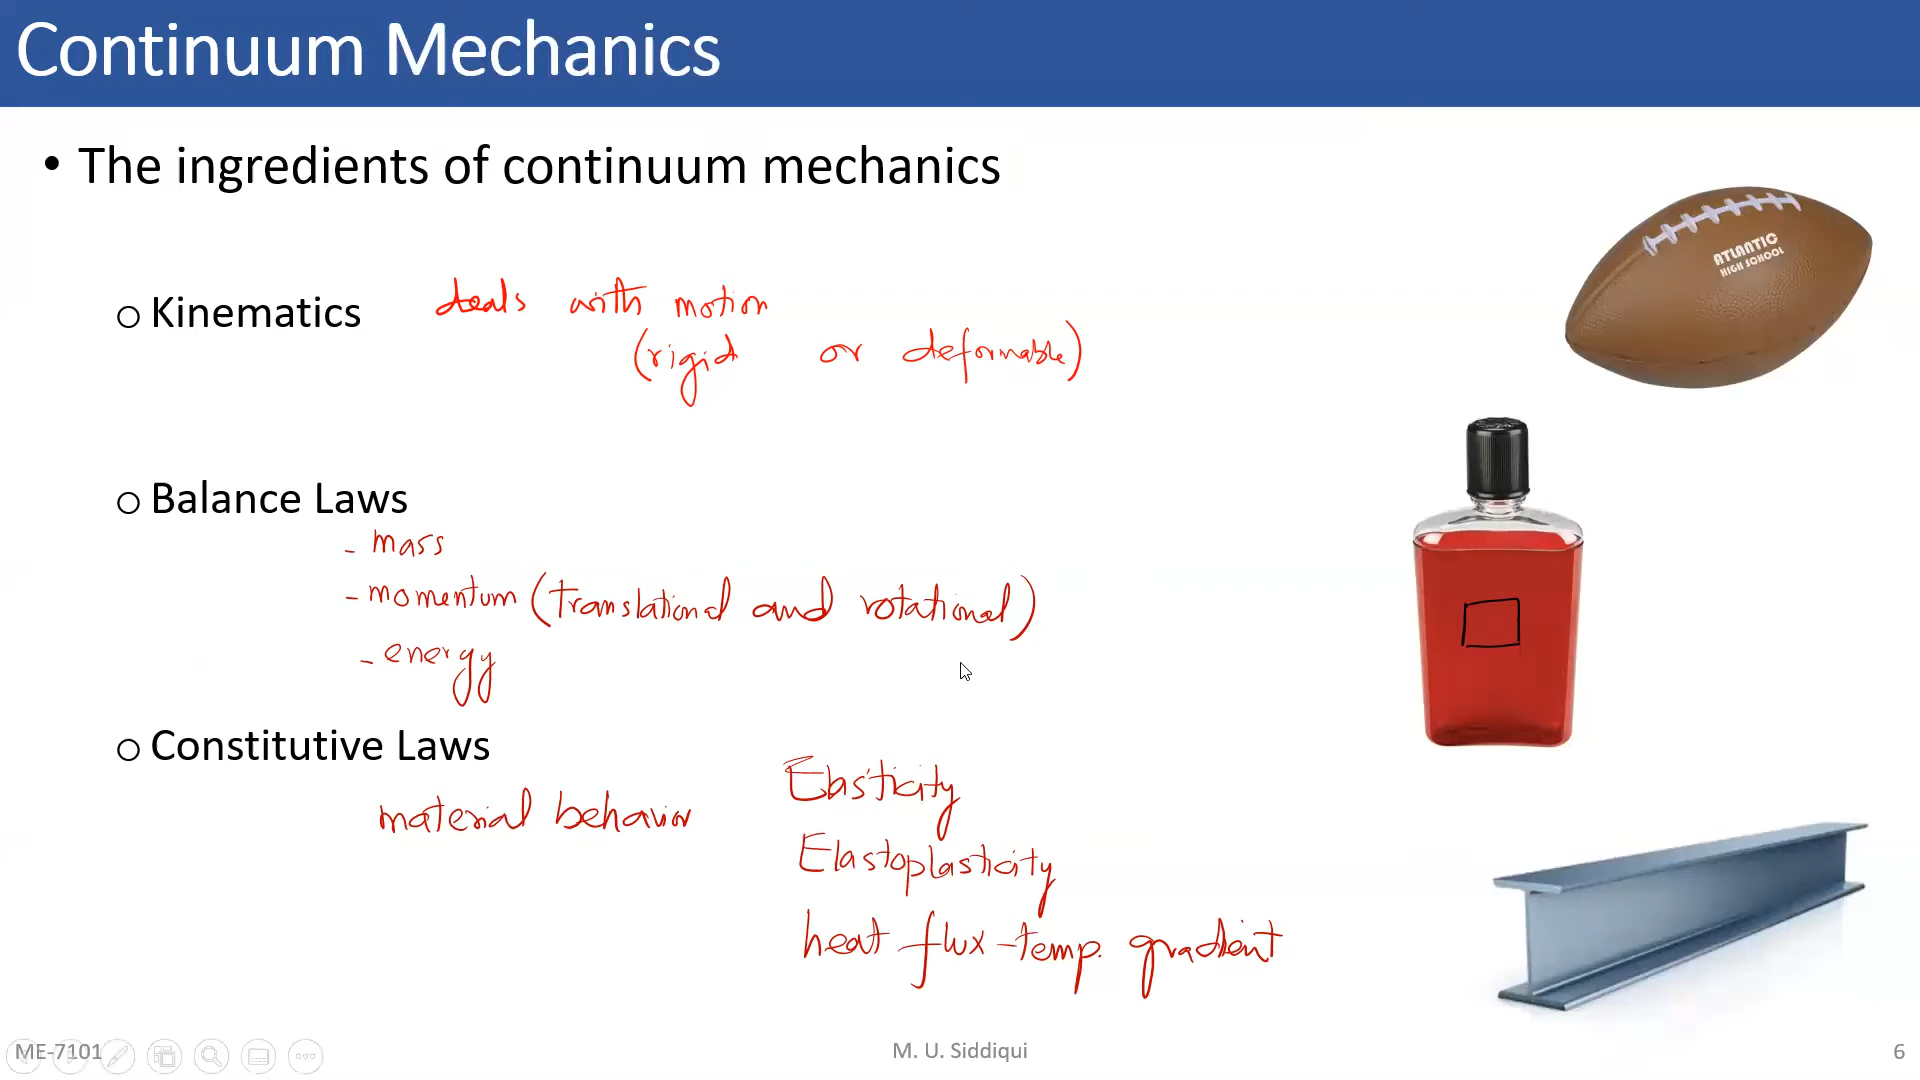 Continuum Mechanics
• The ingredients of continuum mechanics
ATLANTIC
HIGH SCHOOL
o Kinematics deals with motion
(rigid or deformable)
o Balance Laws
- mass
- momentum (translational and rotational)
- energy
o Constitutive Laws
material behavior
Elasticity
Elastoplasticity
heat flux - temp. gradient
ME-7101
M. U. Siddiqui
6